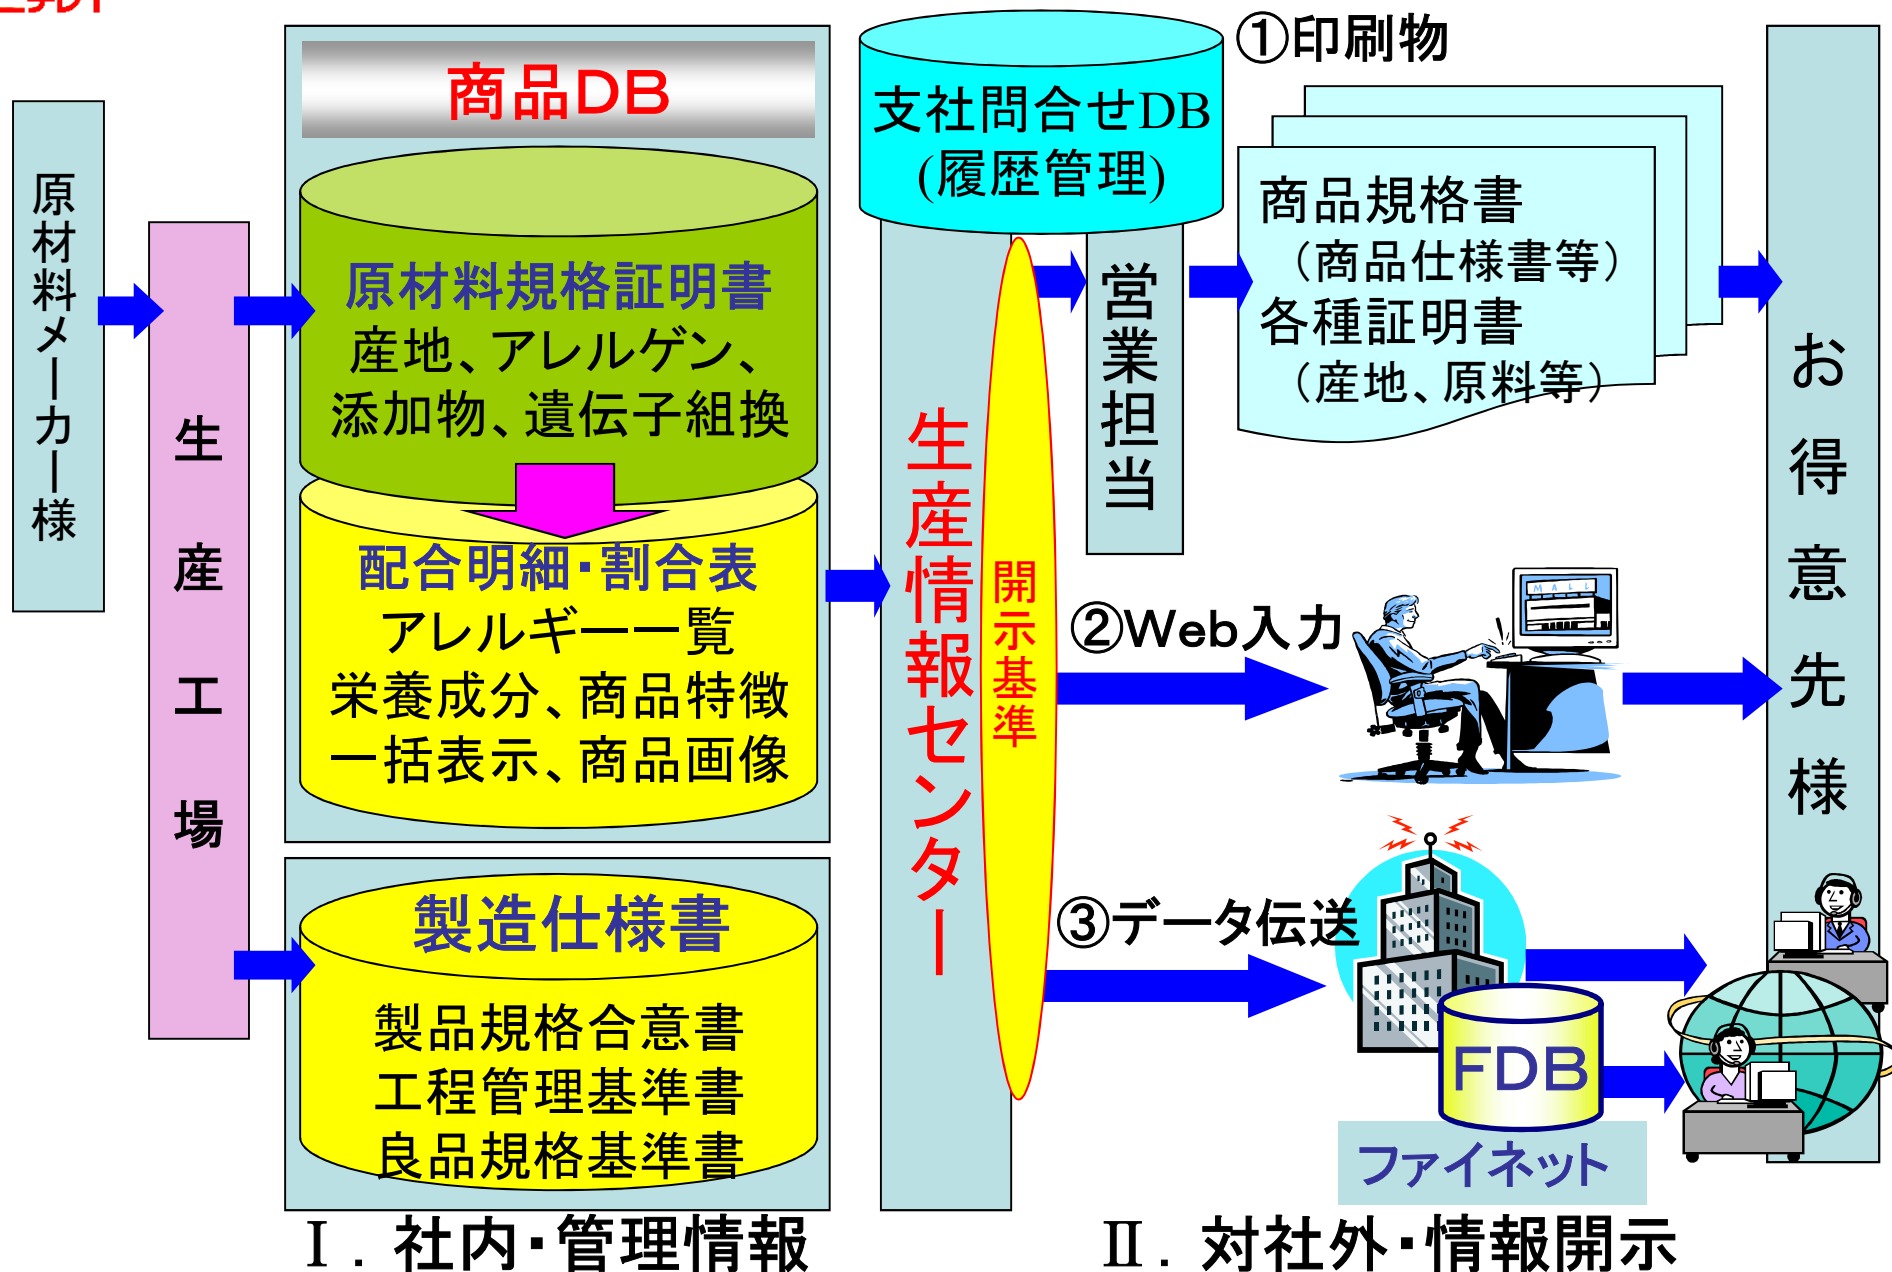 原材料メーカー様
生産工場
商品DB
原材料規格証明書
産地、アレルゲン、
添加物、遺伝子組換
配合明細・割合表
アレルギー一覧
栄養成分、商品特徴
一括表示、商品画像
製造仕様書
製品規格合意書
工程管理基準書
良品規格基準書
Ⅰ．社内・管理情報
支社問合せDB
(履歴管理)
生産情報センター
開示基準
営業担当
①印刷物
商品規格書
（商品仕様書等）
各種証明書
（産地、原料等）
②Web入力
MALL
③データ伝送
FDB
ファイネット
お得意先様
Ⅱ．対社外・情報開示